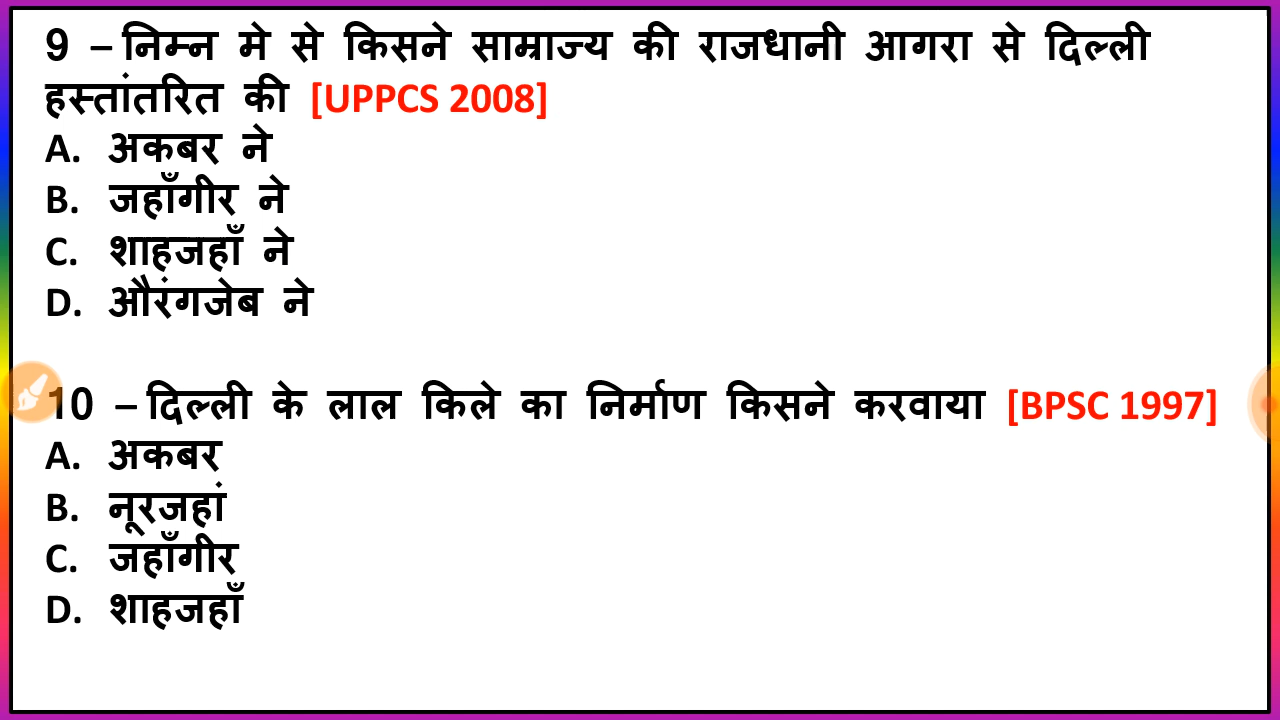 9 – निम्न मे से किसने साम्राज्य की राजधानी आगरा से दिल्ली
हस्तांतरित की [UPPCS 2008]
A. अकबर ने
B. जहाँगीर ने
C. शाहजहाँ ने
D. औरंगजेब ने
10 – दिल्ली के लाल किले का निर्माण किसने करवाया [BPSC 1997]
A. अकबर
B. नूरजहां
C. जहाँगीर
D. शाहजहाँ